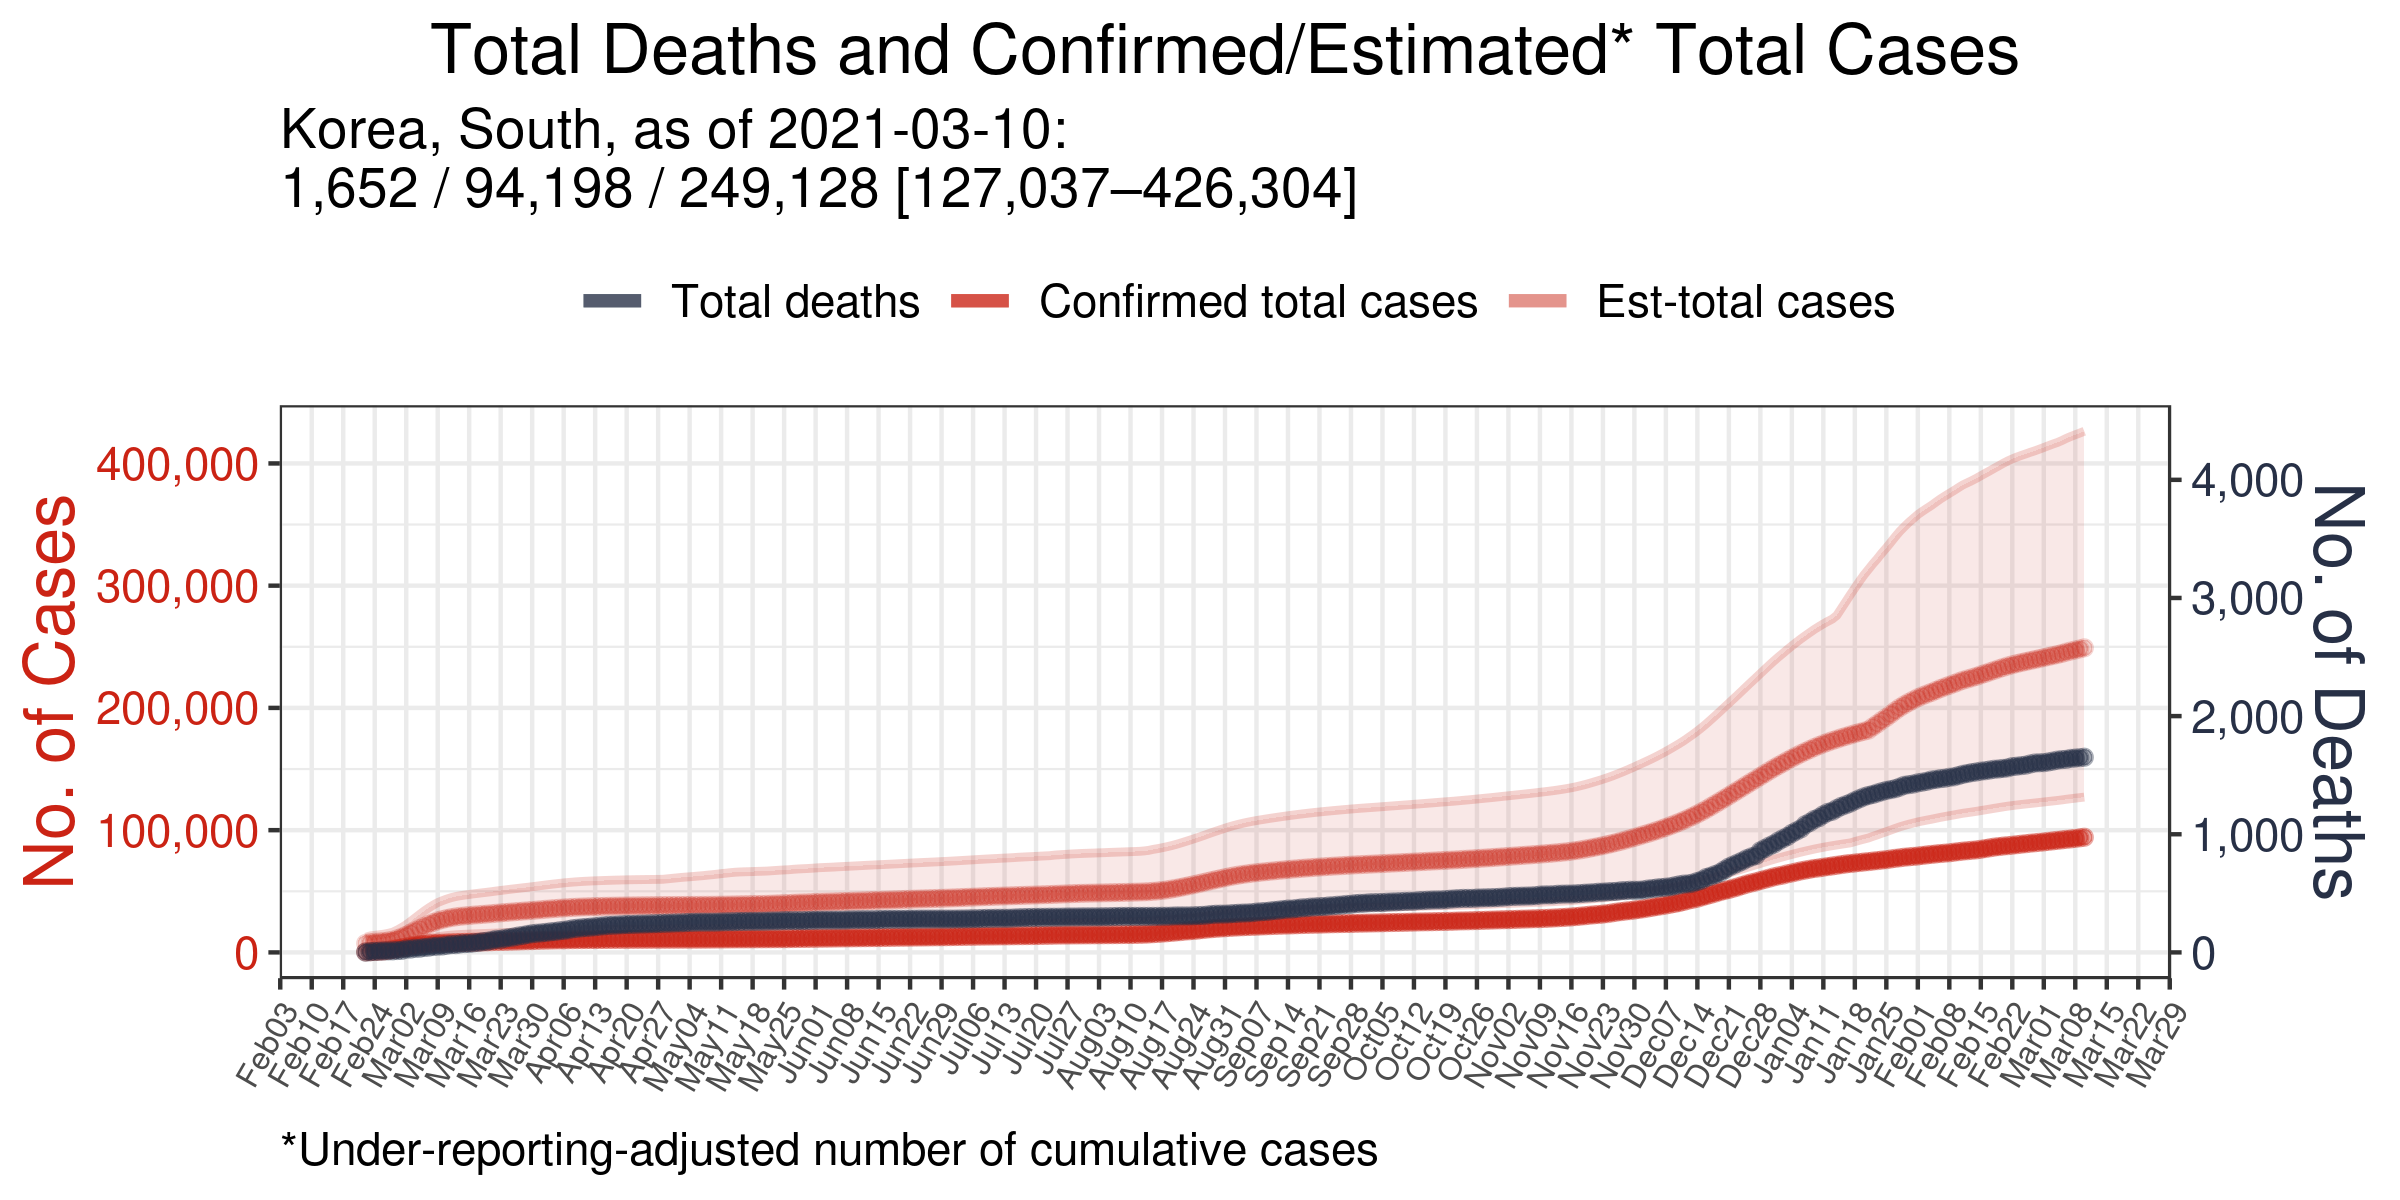 Total Deaths and Confirmed/Estimated* Total Cases
Korea, South, as of 2021-03-10:
1,652 / 94,198 / 249,128 [127,037–426,304]
Total deaths
Confirmed total cases
Est-total cases
No. of Cases
400,000
300,000
200,000
100,000
0
4,000
3,000
2,000
1,000
0
No. of Deaths
Feb03
Feb10
Feb17
Feb24
Mar02
Mar09
Mar16
Mar23
Mar30
Apr06
Apr13
Apr20
Apr27
May04
May11
May18
May25
Jun01
Jun08
Jun15
Jun22
Jun29
Jul06
Jul13
Jul20
Jul27
Aug03
Aug10
Aug17
Aug24
Aug31
Sep07
Sep14
Sep21
Sep28
Oct05
Oct12
Oct19
Oct26
Nov02
Nov09
Nov16
Nov23
Nov30
Dec07
Dec14
Dec21
Dec28
Jan04
Jan11
Jan18
Jan25
Feb01
Feb08
Feb15
Feb22
Mar01
Mar08
Mar15
Mar22
Mar29
*Under-reporting-adjusted number of cumulative cases